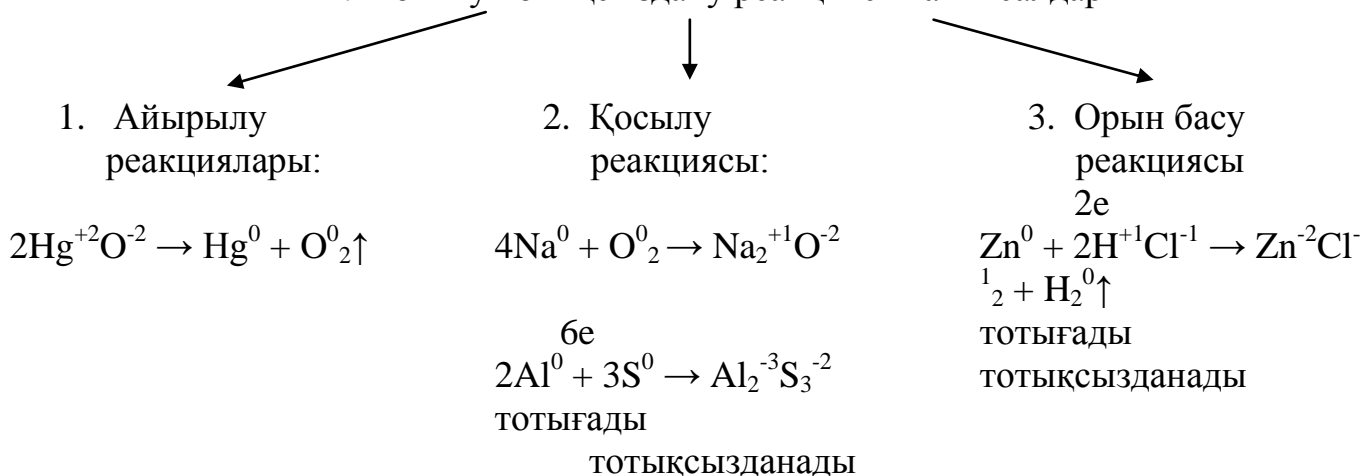 1. Айырылу
реакциялары:
2Hg⁺²O⁻² → Hg⁰ + O⁰₂↑
2. Қосылу
реакциясы:
4Na⁰ + O⁰₂ → Na₂⁺¹O⁻²
6e
2Al⁰ + 3S⁰ → Al₂⁻³S₃⁻²
тотығады
тотықсызданады
3. Орын басу
реакциясы
2e
Zn⁰ + 2H⁺¹Cl⁻¹ → Zn⁻²Cl⁻
¹₂ + H₂⁰↑
тотығады
тотықсызданады